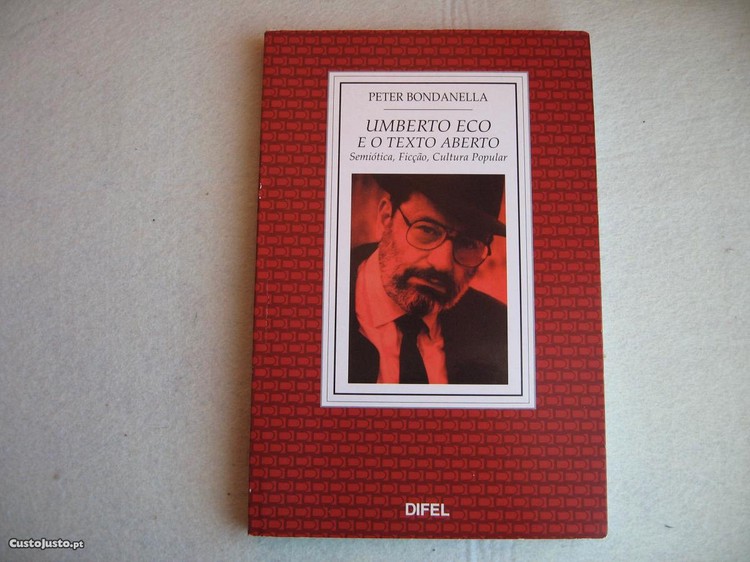 PETER BONDANELLA
UMBERTO ECO
E O TEXTO ABERTO
Semiótica, Ficção, Cultura Popular
DIFEL
CustoJusto.pt